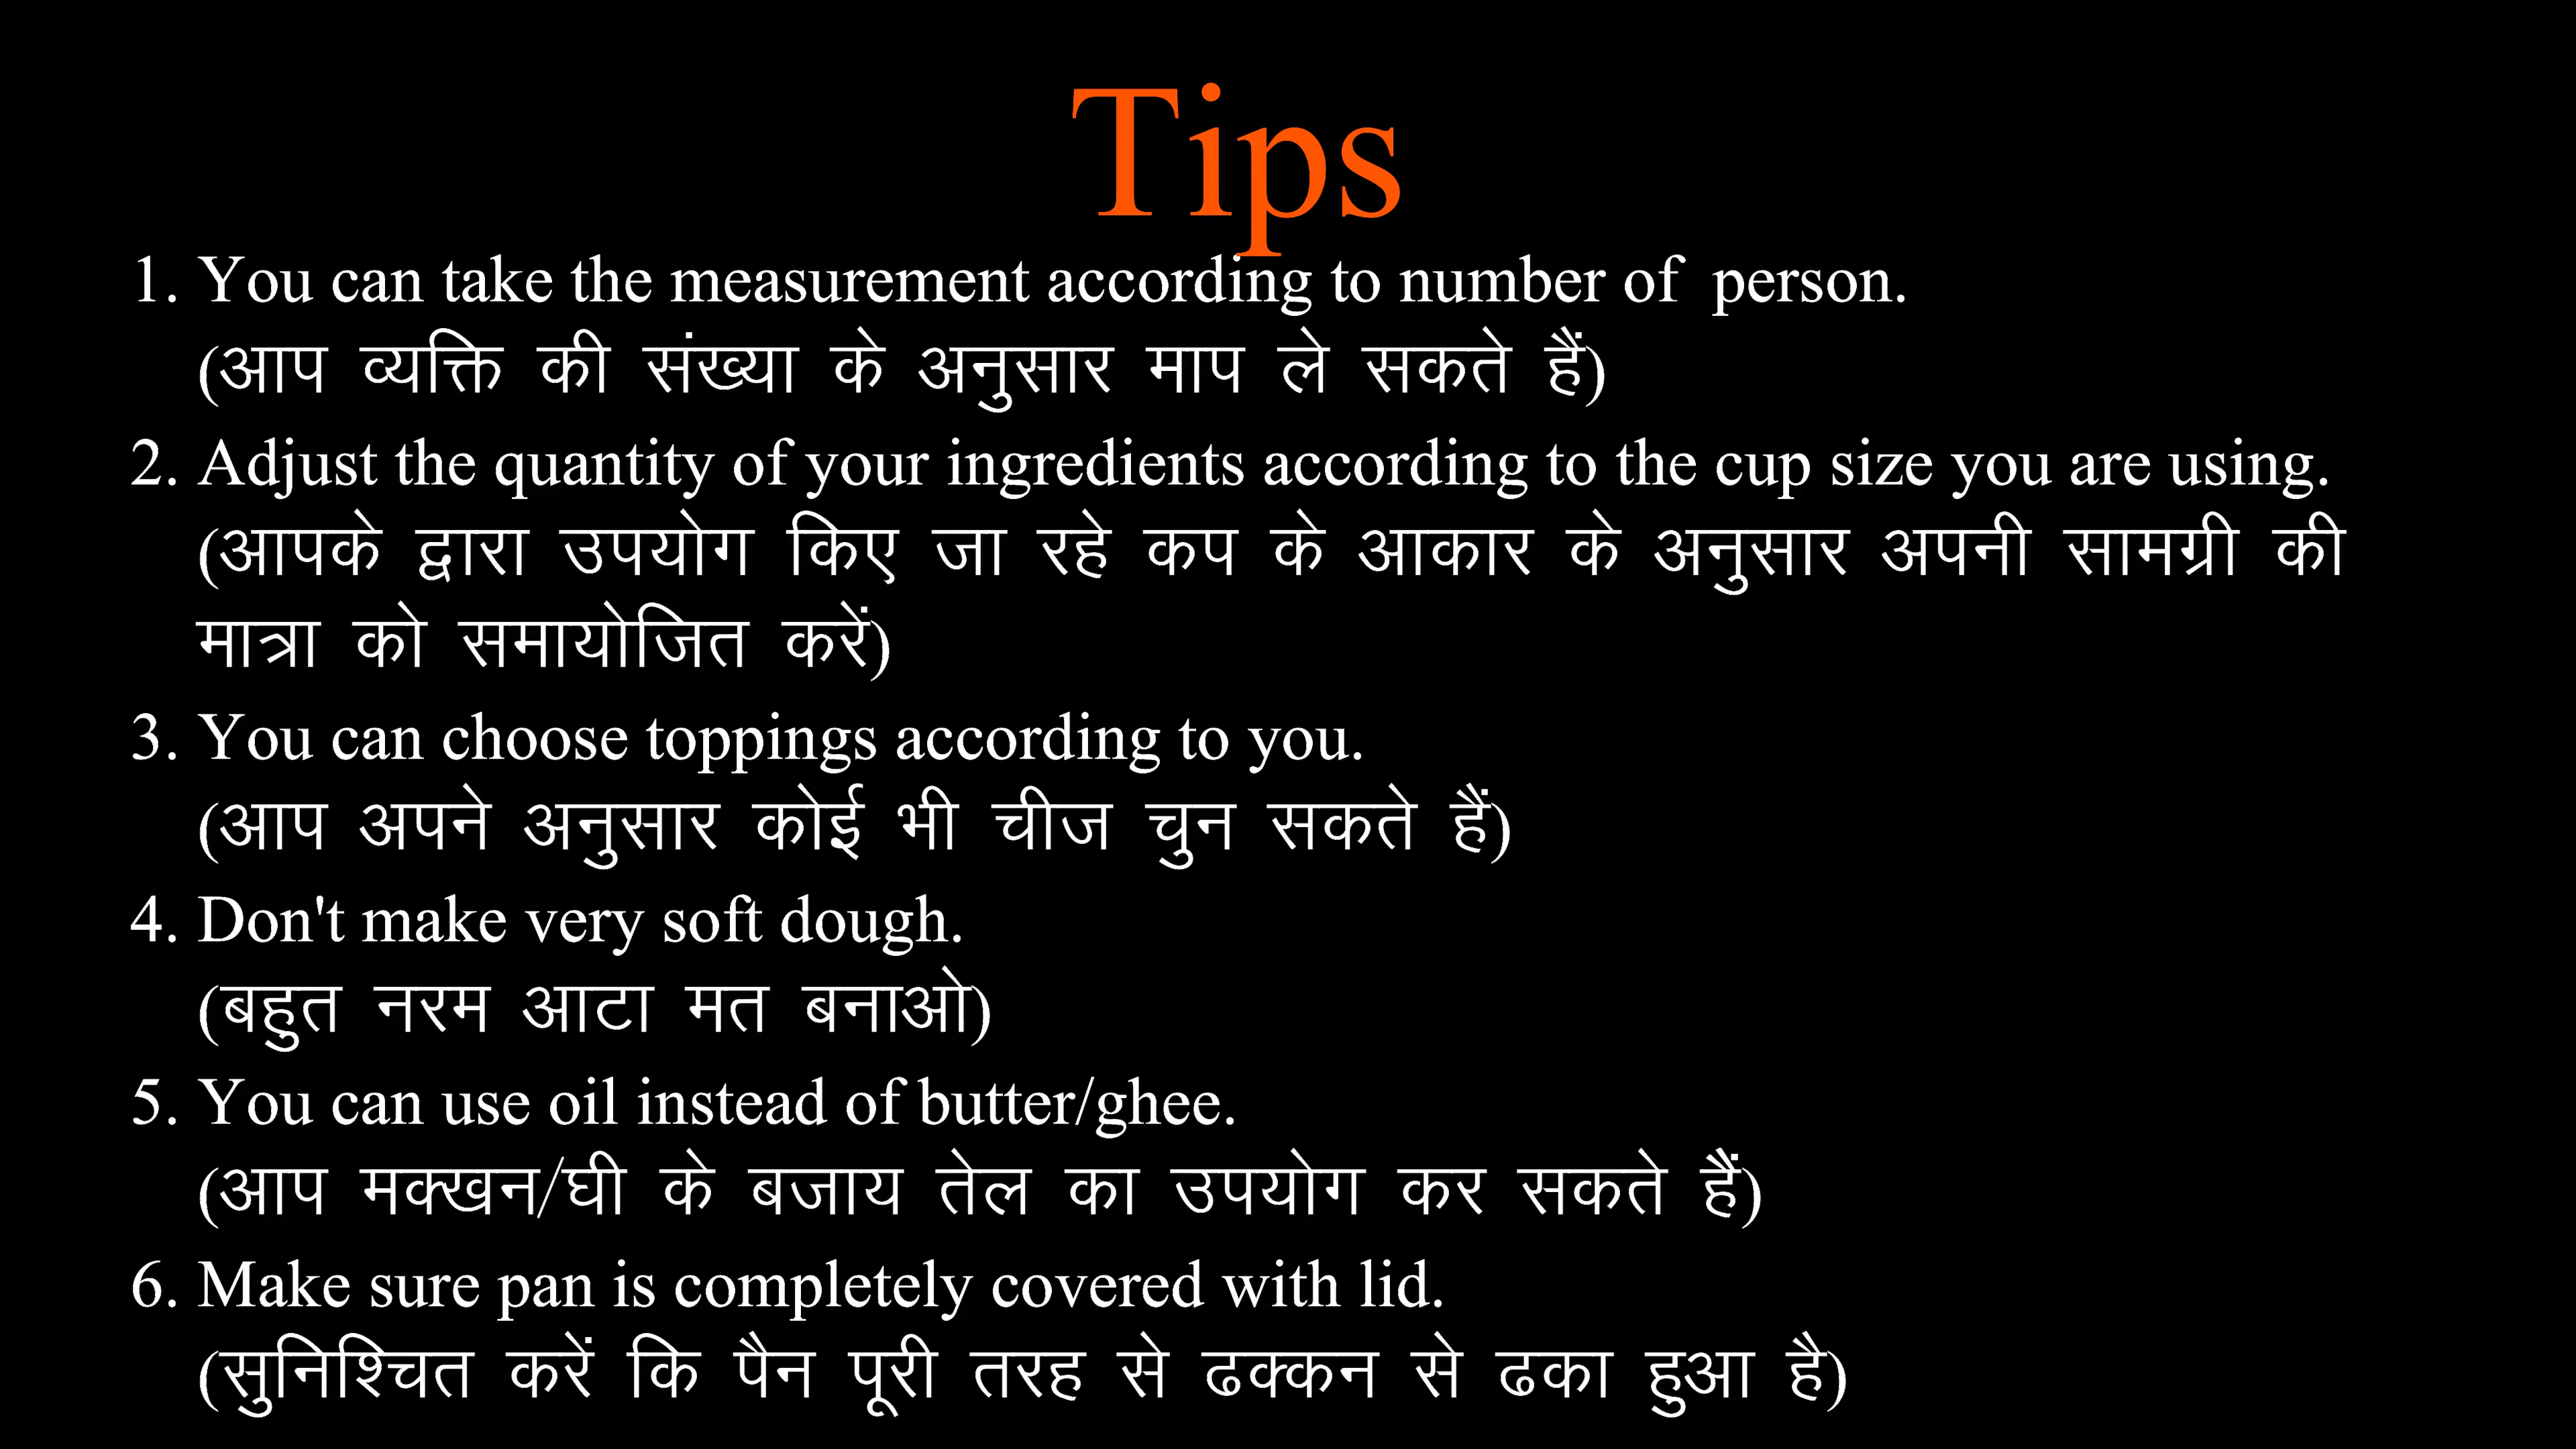 Tips
1. You can take the measurement according to number of  person.
(आप व्यक्ति की संख्या के अनुसार माप ले सकते हैं)
2. Adjust the quantity of your ingredients according to the cup size you are using.
(आपके द्वारा उपयोग किए जा रहे कप के आकार के अनुसार अपनी सामग्री की
मात्रा को समायोजित करें)
3. You can choose toppings according to you.
(आप अपने अनुसार कोई भी चीज चुन सकते हैं)
4. Don't make very soft dough.
(बहुत नरम आटा मत बनाओ)
5. You can use oil instead of butter/ghee.
(आप मक्खन/घी के बजाय तेल का उपयोग कर सकते हैं)
6. Make sure pan is completely covered with lid.
(सुनिश्चित करें कि पैन पूरी तरह से ढक्कन से ढका हुआ है)